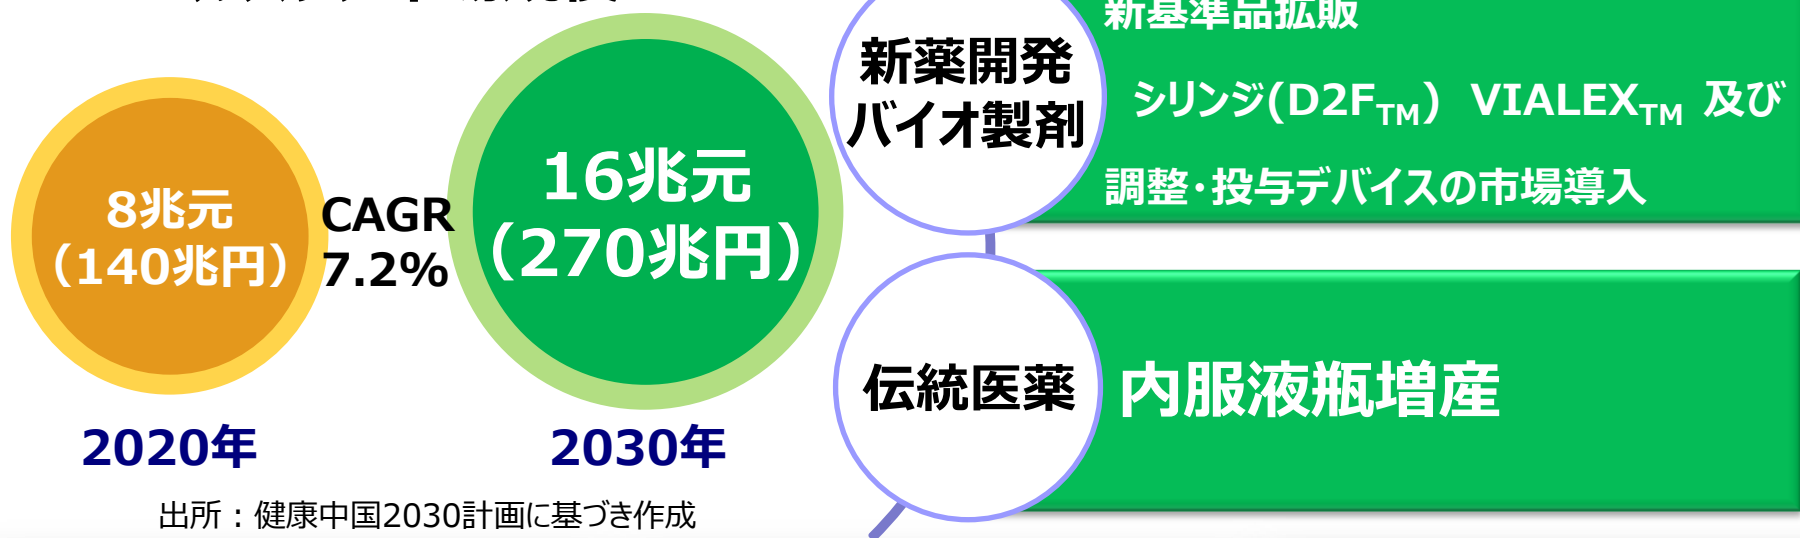 8兆元
（140兆円）
CAGR
7.2%
16兆元
（270兆円）
2020年
2030年
出所：健康中国2030計画に基づき作成
新薬開発
バイオ製剤
新基準品拡販
シリンジ(D2FTM) VIALEXTM 及び
調整・投与デバイスの市場導入
伝統医薬
内服液瓶増産